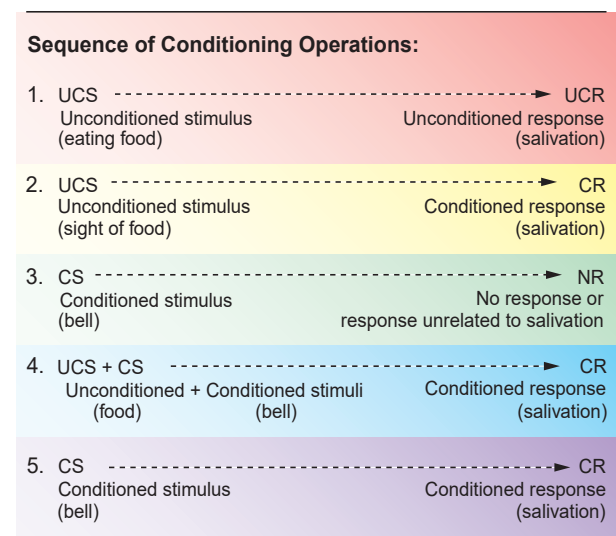 Sequence of Conditioning Operations:
1. UCS UCR
Unconditioned stimulus Unconditioned response
(eating food) (salivation)
2. UCS CR
Unconditioned stimulus Conditioned response
(sight of food) (salivation)
3. CS NR
Conditioned stimulus No response or
(bell) response unrelated to salivation
4. UCS + CS CR
Unconditioned + Conditioned stimuli Conditioned response
(food) (bell) (salivation)
5. CS CR
Conditioned stimulus Conditioned response
(bell) (salivation)